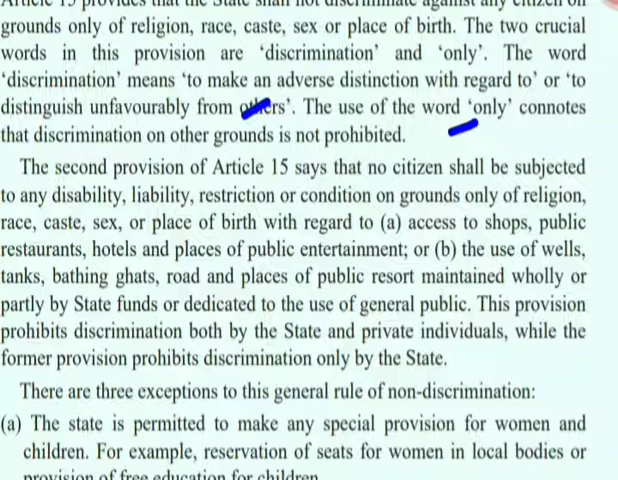 Article 15 provides that the State shall not discriminate against any citizen on
grounds only of religion, race, caste, sex or place of birth. The two crucial
words in this provision are ‘discrimination’ and ‘only’. The word
‘discrimination’ means ‘to make an adverse distinction with regard to’ or ‘to
distinguish unfavourably from others’. The use of the word ‘only’ connotes
that discrimination on other grounds is not prohibited.
The second provision of Article 15 says that no citizen shall be subjected
to any disability, liability, restriction or condition on grounds only of religion,
race, caste, sex, or place of birth with regard to (a) access to shops, public
restaurants, hotels and places of public entertainment; or (b) the use of wells,
tanks, bathing ghats, road and places of public resort maintained wholly or
partly by State funds or dedicated to the use of general public. This provision
prohibits discrimination both by the State and private individuals, while the
former provision prohibits discrimination only by the State.
There are three exceptions to this general rule of non-discrimination:
(a) The state is permitted to make any special provision for women and
children. For example, reservation of seats for women in local bodies or
provision of free education for children